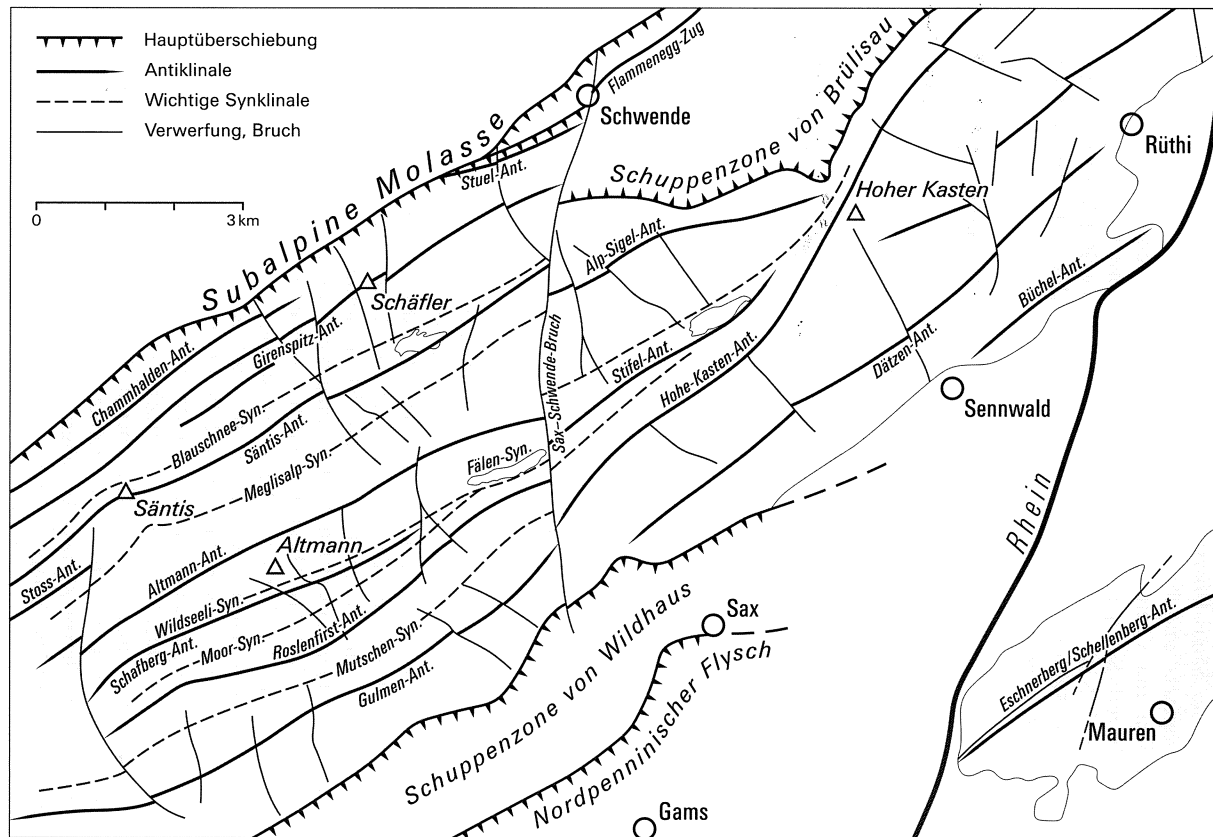 Hauptüberschiebung
Antiklinale
Wichtige Synklinale
Verwerfung, Bruch
0 3 km
Subalpine Molasse
Flammenegg-Zug
Schwende
Stuel-Ant.
Schuppenzone von Brülisau
Rüthi
Hoher Kasten
Alp-Sigel-Ant.
Schäfler
Girenspitz-Ant.
Chammhalden-Ant.
Büchel-Ant.
Sax–Schwende-Bruch
Stifel-Ant.
Hohe-Kasten-Ant.
Dätzen-Ant.
Sennwald
Blauschnee-Syn.
Säntis-Ant.
Meglisalp-Syn.
Fälen-Syn.
Säntis
Rhein
Altmann
Altmann-Ant.
Stoss-Ant.
Wildseeli-Syn.
Schafberg-Ant.
Moor-Syn.
Roslenfirst-Ant.
Mutschen-Syn.
Gulmen-Ant.
Sax
Schuppenzone von Wildhaus
Nordpenninischer Flysch
Eschnerberg/Schellenberg-Ant.
Mauren
Gams